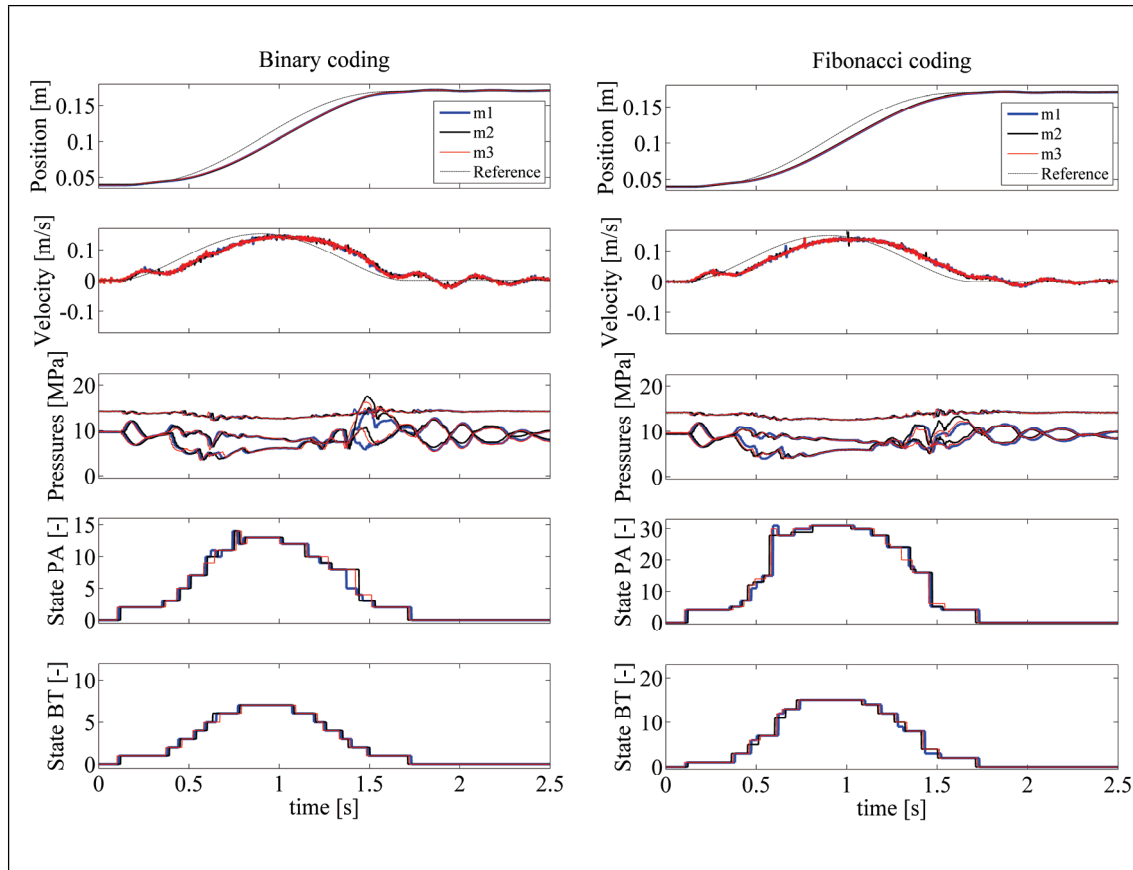 Binary coding
Position [m]
0.15
0.1
0.05
m1
m2
m3
Reference
Velocity [m/s]
0.1
0
-0.1
Pressures [MPa]
20
10
0
State PA [-]
15
10
5
0
State BT [-]
10
5
0
0 0.5 1 1.5 2 2.5
time [s]
Fibonacci coding
Position [m]
0.15
0.1
0.05
m1
m2
m3
Reference
Velocity [m/s]
0.1
0
-0.1
Pressures [MPa]
20
10
0
State PA [-]
30
20
10
0
State BT [-]
20
10
0
0 0.5 1 1.5 2 2.5
time [s]